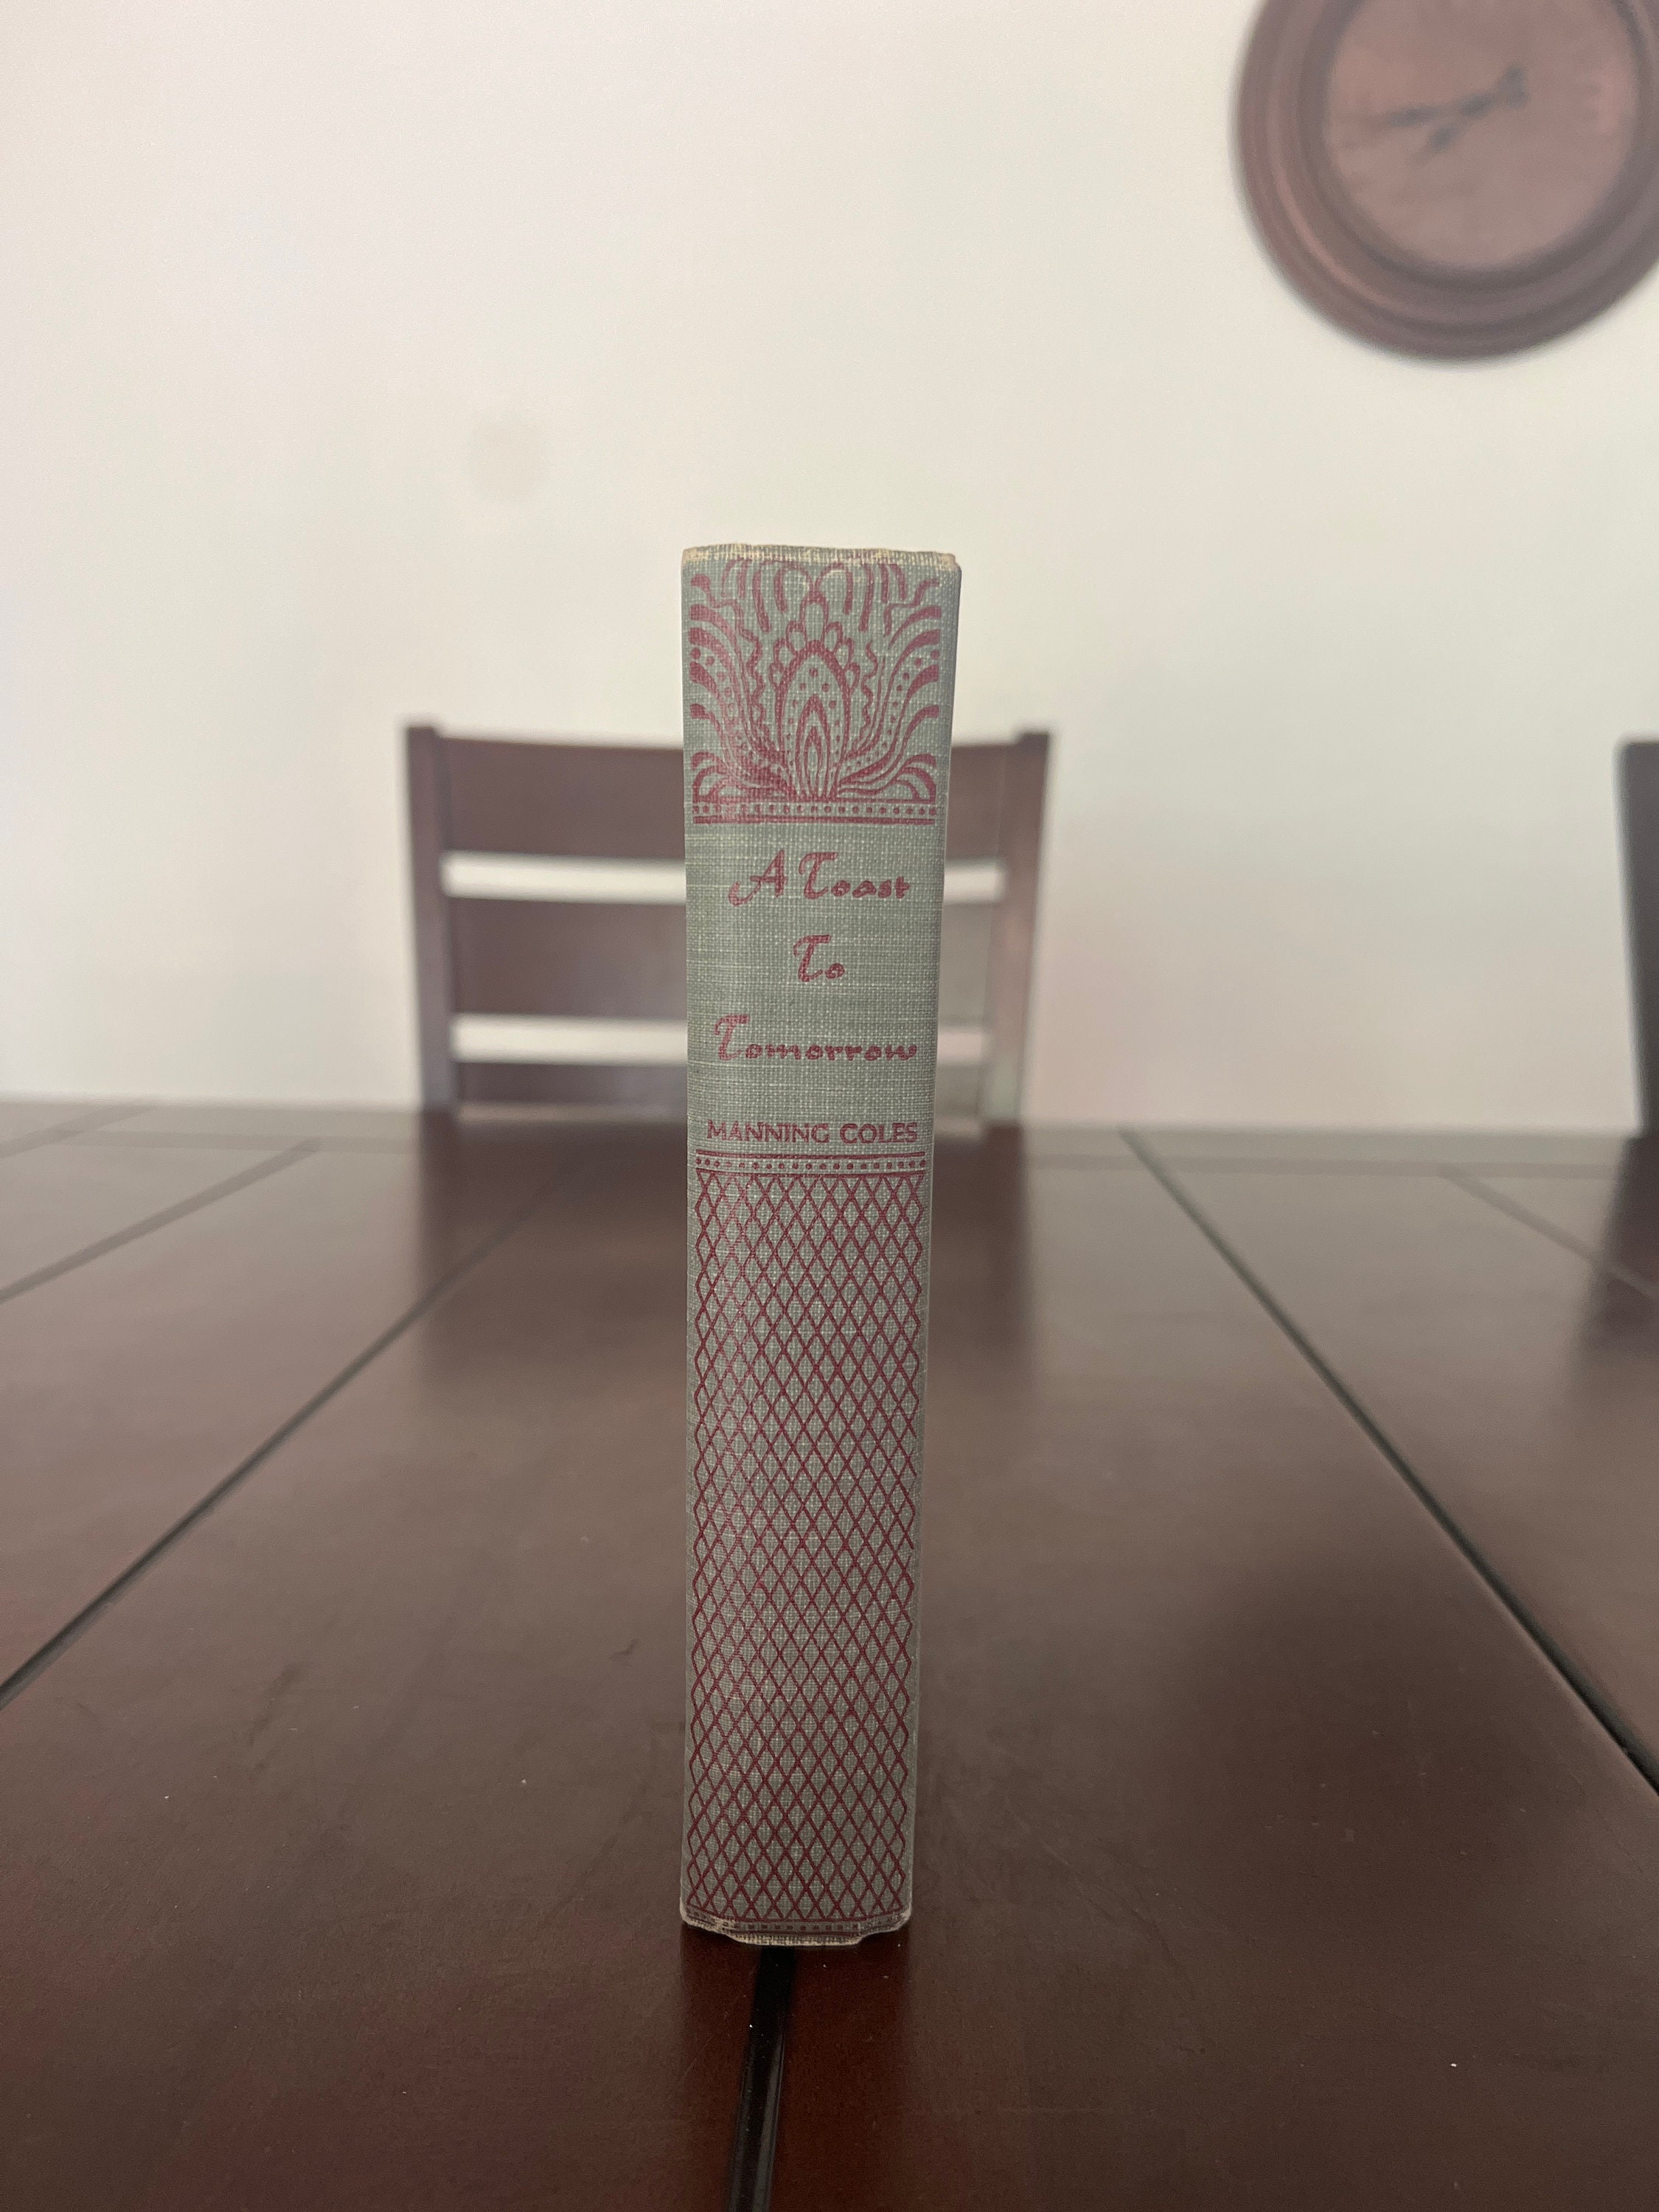 A Toast
To
Tomorrow
MANNING COLES